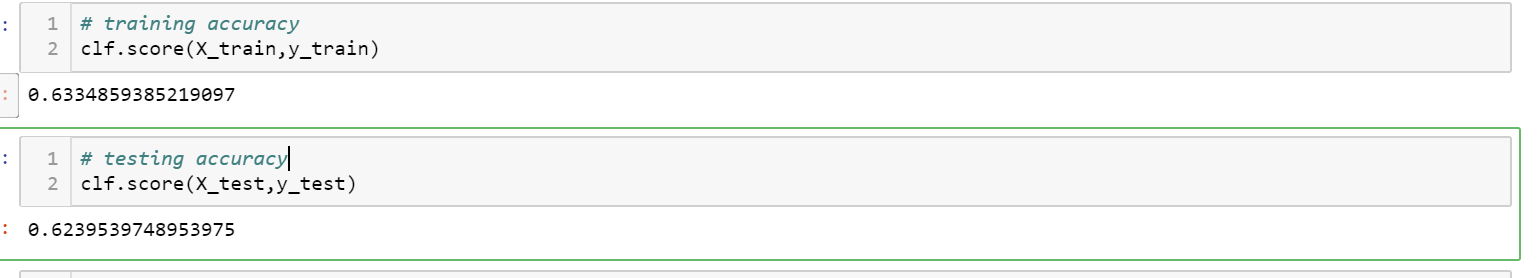 : 1 # training accuracy
2 clf.score(X_train,y_train)
: 0.6334859385219097
: 1 # testing accuracy
2 clf.score(X_test,y_test)
: 0.6239539748953975